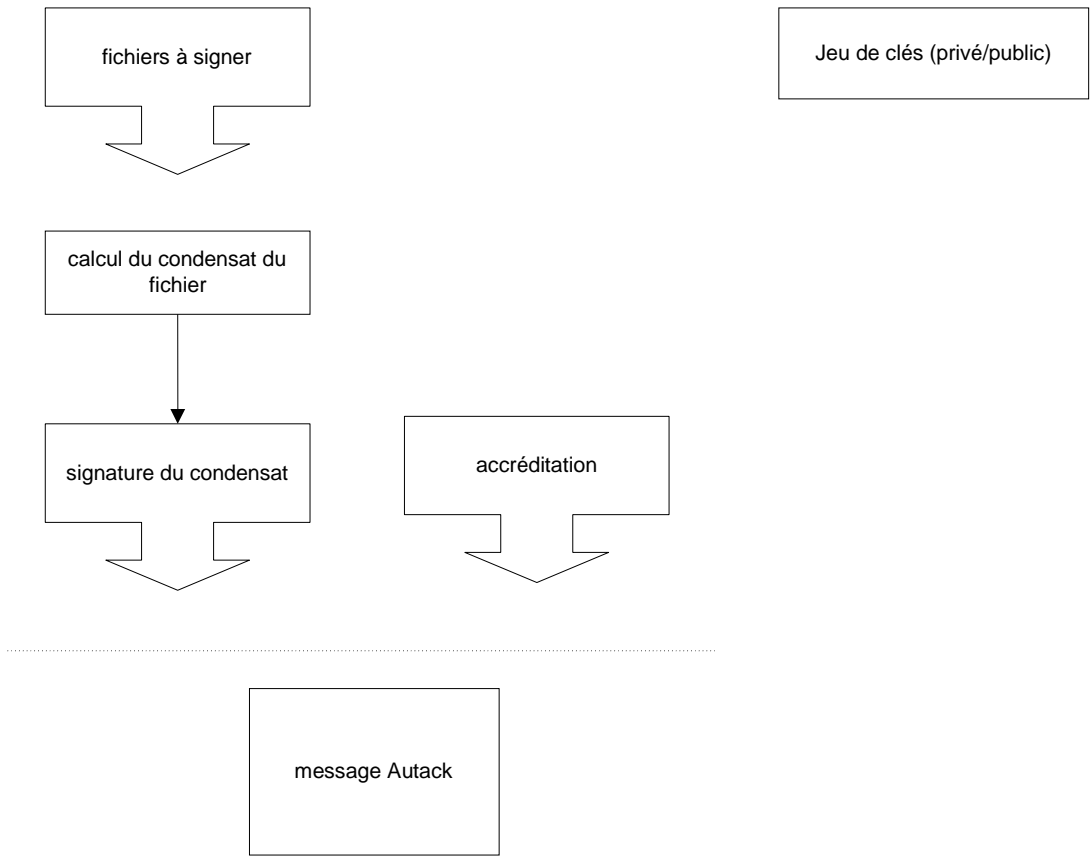 fichiers à signer
Jeu de clés (privé/public)
calcul du condensat du
fichier
signature du condensat
accréditation
message Autack